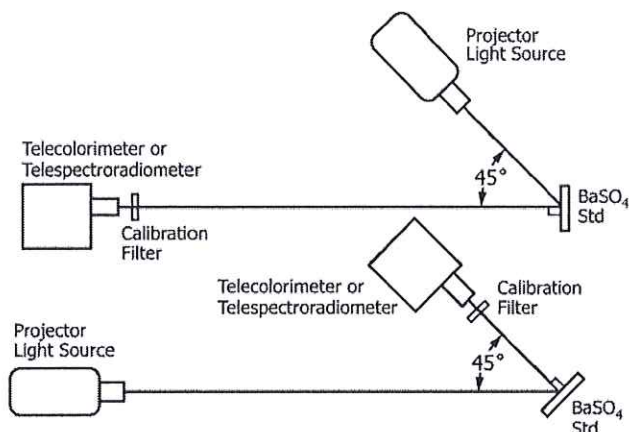 Projector
Light Source
Telecolorimeter or
Telespectroradiometer
45°
BaSO4
Std
Calibration
Filter
Telecolorimeter or
Telespectroradiometer
Calibration
Filter
Projector
Light Source
45°
BaSO4
Std